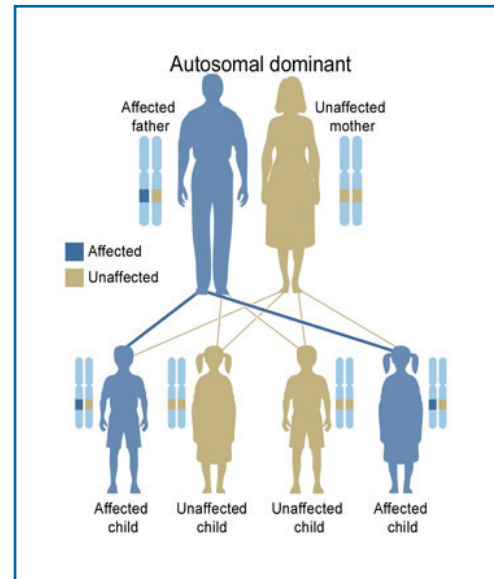 Autosomal dominant
Affected
father
Unaffected
mother
Affected
Unaffected
Affected
child
Unaffected
child
Unaffected
child
Affected
child